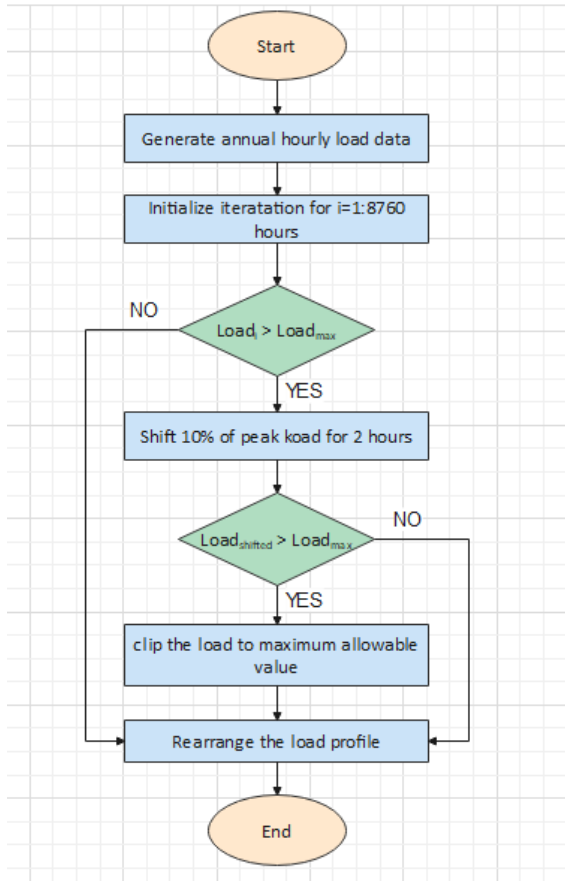 Start
Generate annual hourly load data
Initialize iteratation for i=1:8760
hours
NO
Loadᵢ > Loadₘₐₓ
YES
Shift 10% of peak koad for 2 hours
NO
Load_shifted > Load_max
YES
clip the load to maximum allowable
value
Rearrange the load profile
End